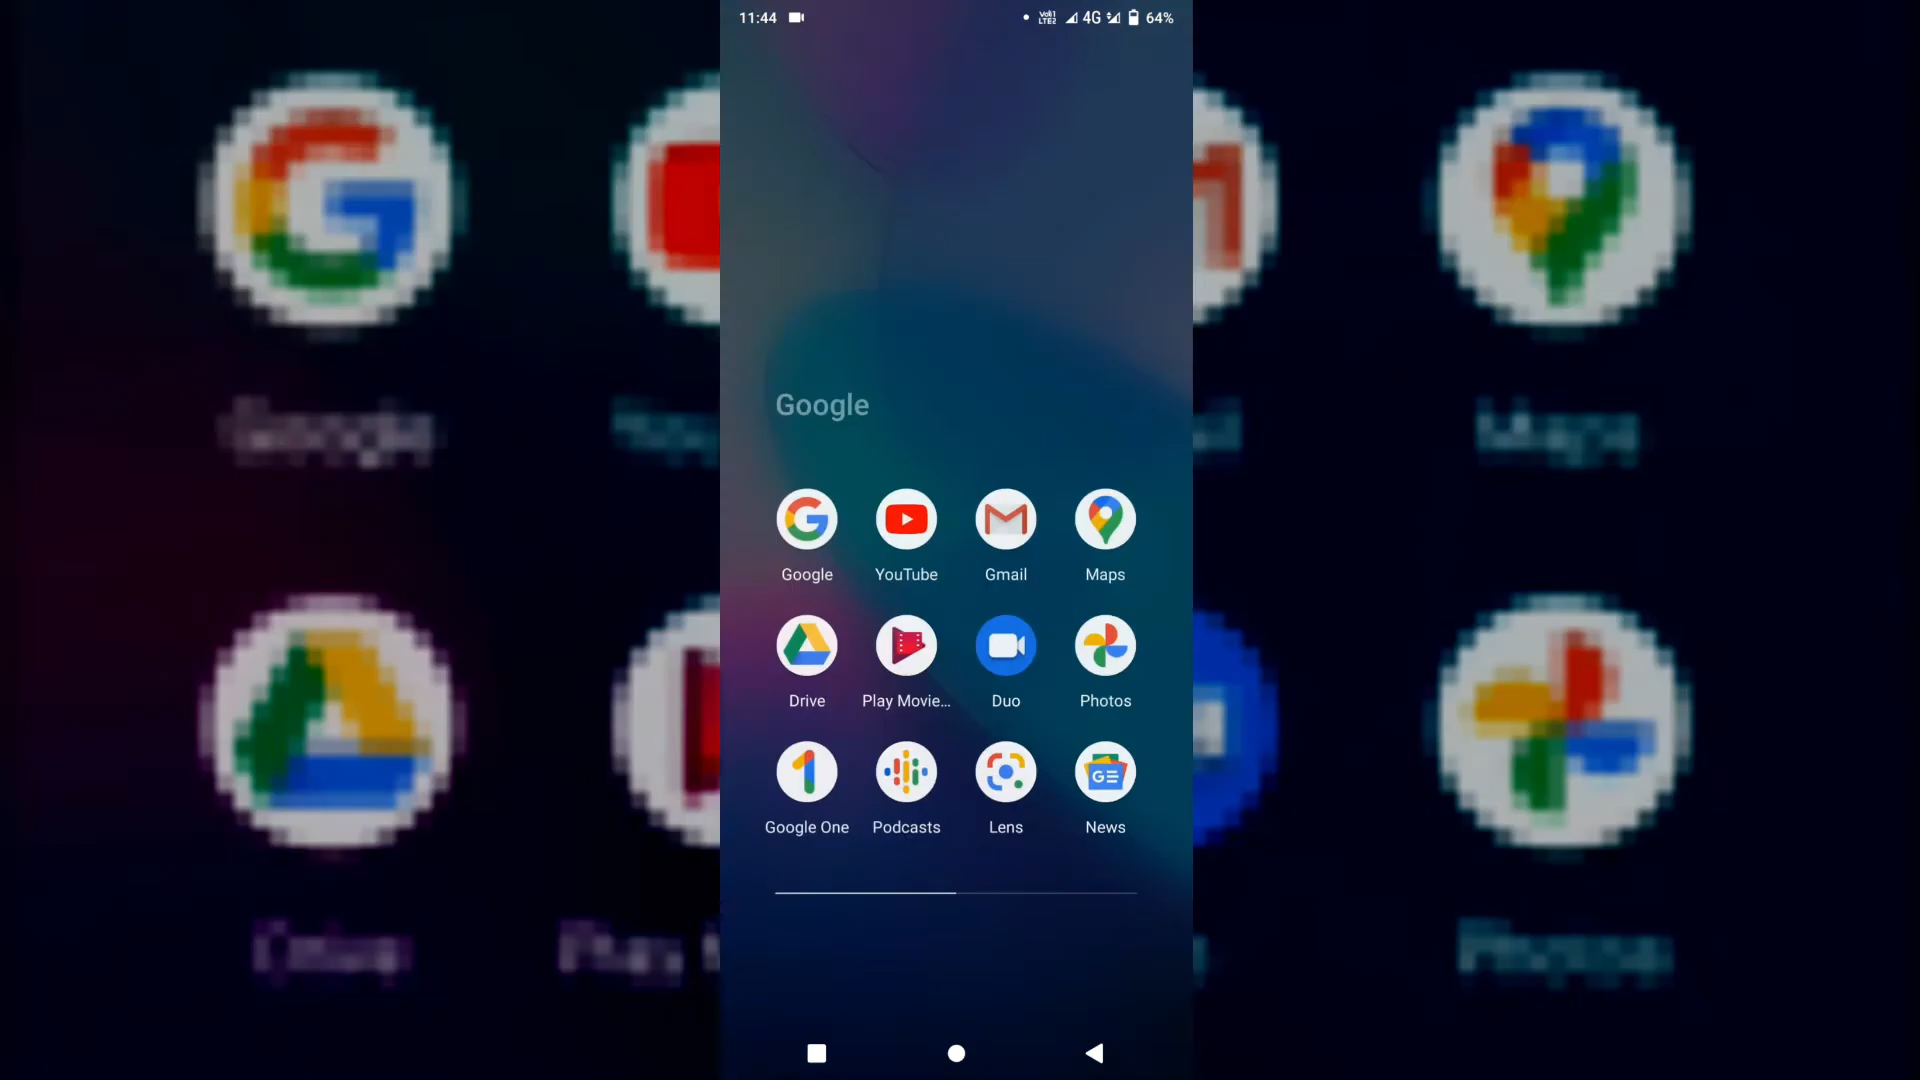 11:44 4G 64%
Google
Google YouTube Gmail Maps
Drive Play Movie... Duo Photos
Google One Podcasts Lens News